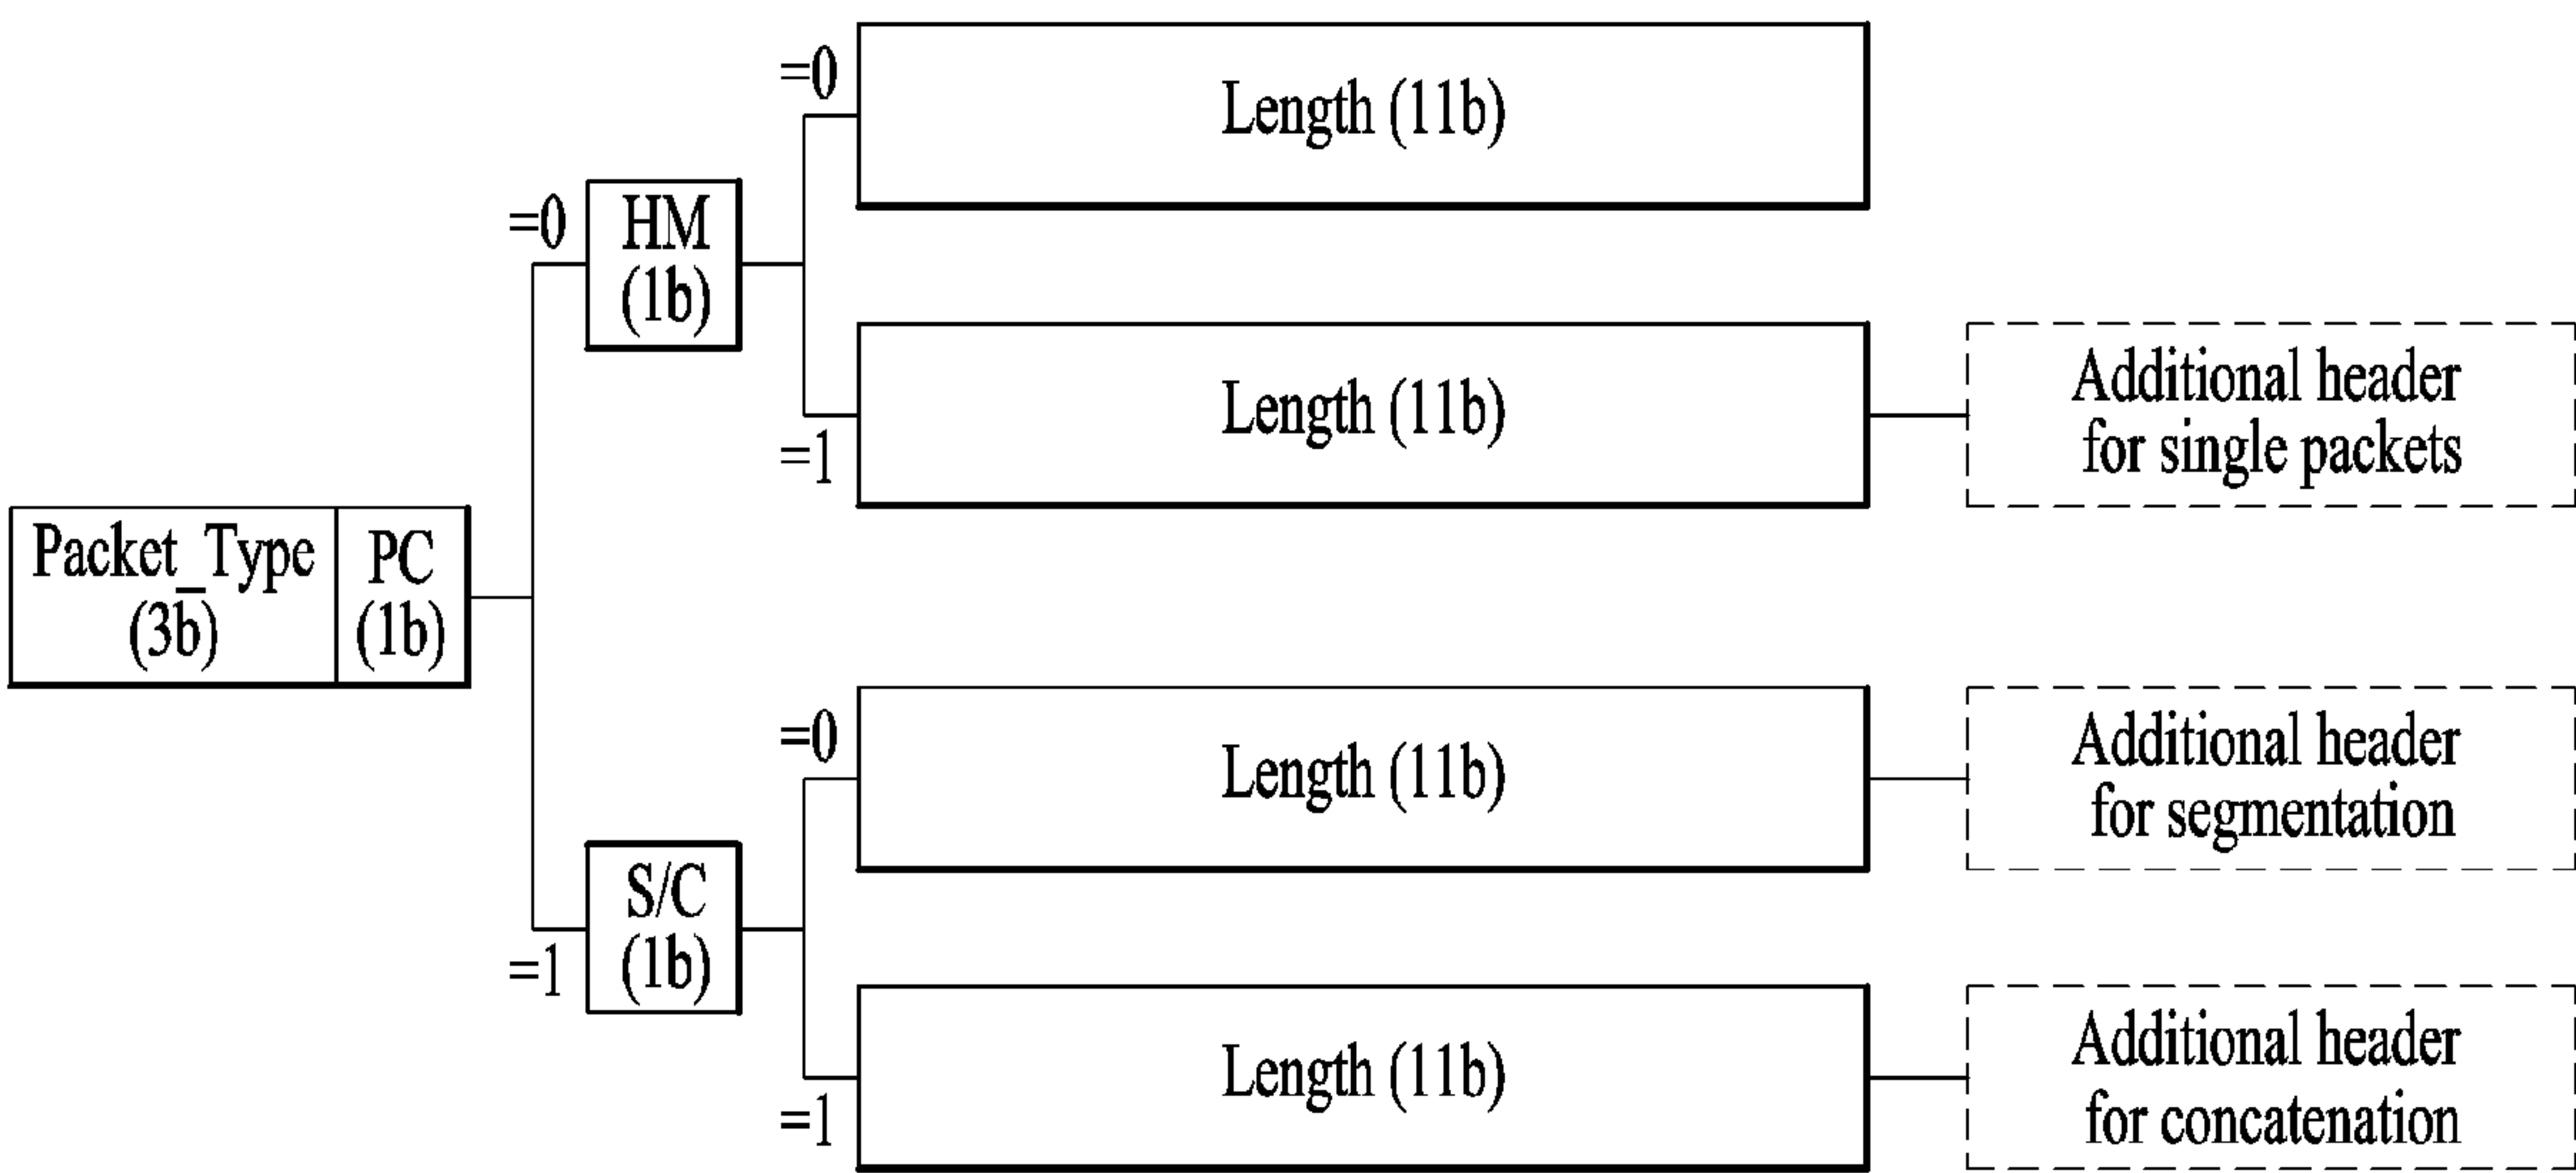 =0
Length (11b)
=0
HM
(1b)
=1
Length (11b)
Additional header
for single packets
Packet_Type
(3b)
PC
(1b)
=1
S/C
(1b)
=0
Length (11b)
Additional header
for segmentation
=1
Length (11b)
Additional header
for concatenation